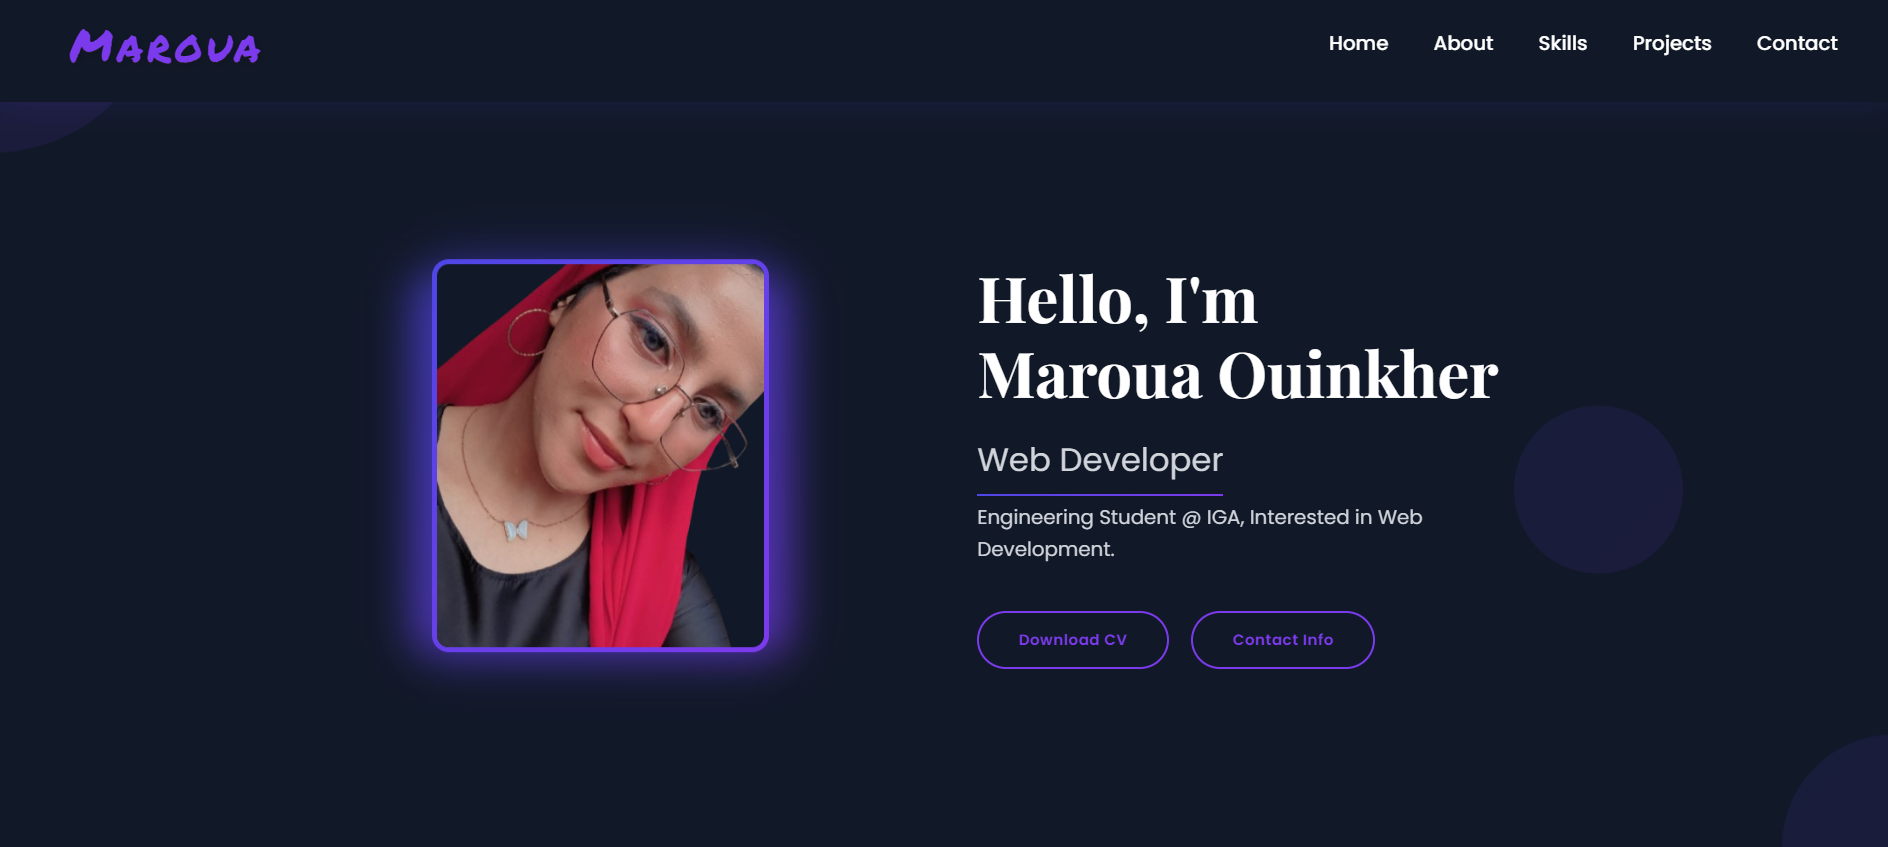 Maroua
Home About Skills Projects Contact
Hello, I'm
Maroua Ouinkher
Web Developer
Engineering Student @ IGA, Interested in Web
Development.
Download CV Contact Info